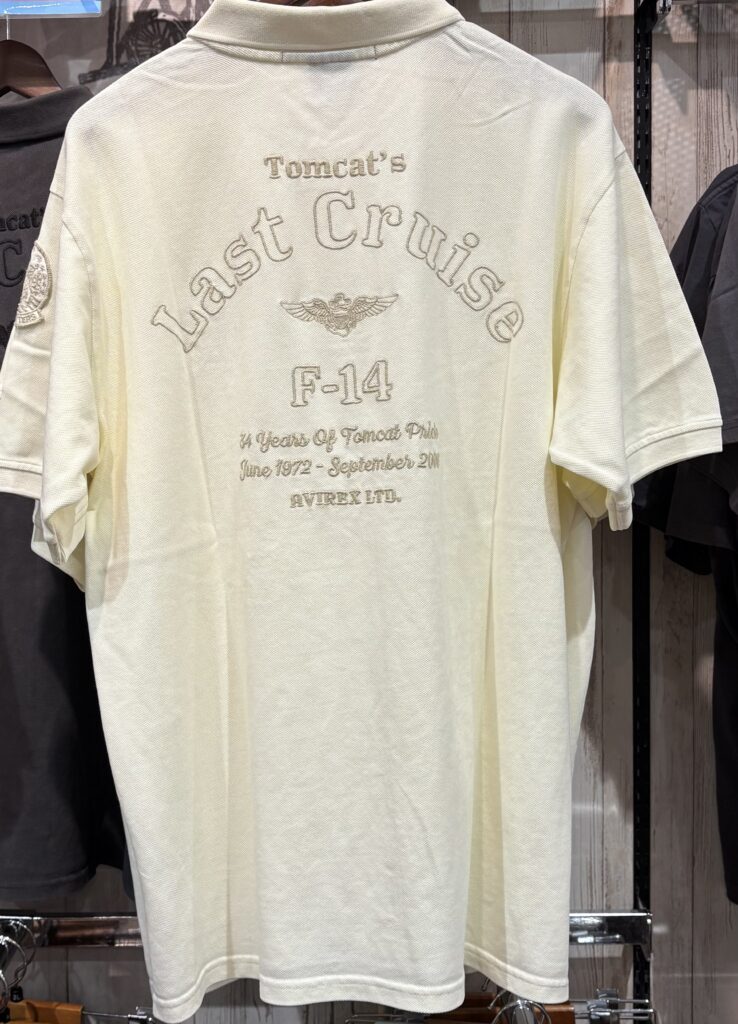 Tomcat's
Last Cruise
F-14
Years Of Tomcat
June 1972 - September
AVIREX LTD.